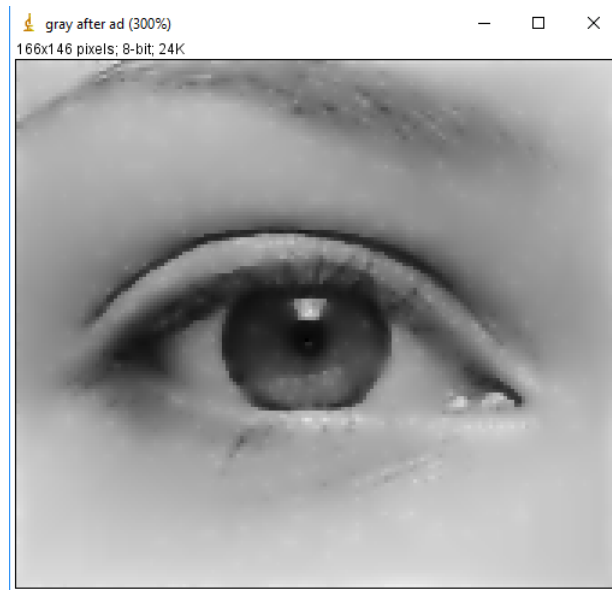 gray after ad (300%)
166x146 pixels; 8-bit; 24K